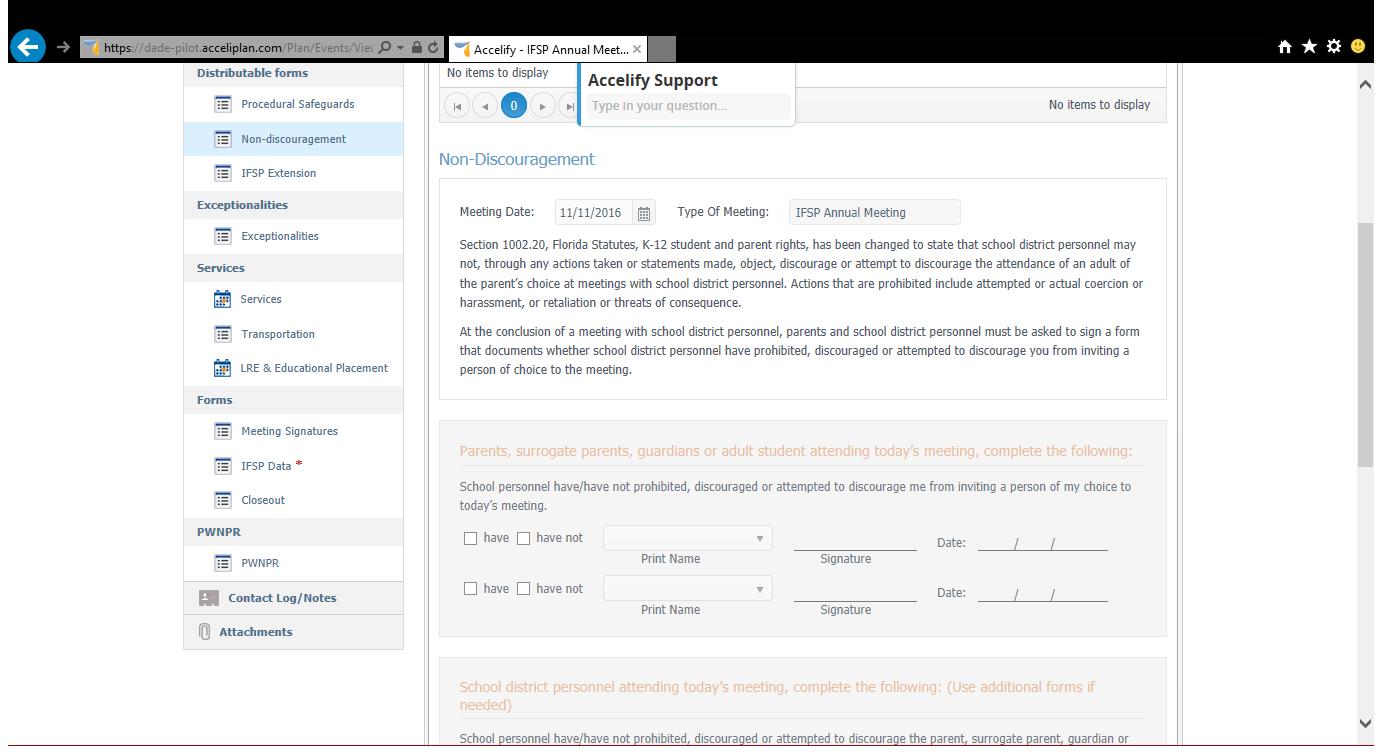 https://dade-pilot.acceliplan.com/Plan/Events/Vie
Accelify - IFSP Annual Meet...
Distributable forms
Procedural Safeguards
Non-discouragement
IFSP Extension
Exceptionalities
Exceptionalities
Services
Services
Transportation
LRE & Educational Placement
Forms
Meeting Signatures
IFSP Data *
Closeout
PWNPR
PWNPR
Contact Log/Notes
Attachments
No items to display
Accelify Support
Type in your question...
0
No items to display
Non-Discouragement
Meeting Date: 11/11/2016 Type Of Meeting: IFSP Annual Meeting
Section 1002.20, Florida Statutes, K-12 student and parent rights, has been changed to state that school district personnel may
not, through any actions taken or statements made, object, discourage or attempt to discourage the attendance of an adult of
the parent's choice at meetings with school district personnel. Actions that are prohibited include attempted or actual coercion or
harassment, or retaliation or threats of consequence.
At the conclusion of a meeting with school district personnel, parents and school district personnel must be asked to sign a form
that documents whether school district personnel have prohibited, discouraged or attempted to discourage you from inviting a
person of choice to the meeting.
Parents, surrogate parents, guardians or adult student attending today's meeting, complete the following:
School personnel have/have not prohibited, discouraged or attempted to discourage me from inviting a person of my choice to
today's meeting.
have have not Date: / /
Print Name Signature
have have not Date: / /
Print Name Signature
School district personnel attending today's meeting, complete the following: (Use additional forms if
needed)
School personnel have/have not prohibited, discouraged or attempted to discourage the parent, surrogate parent, guardian or